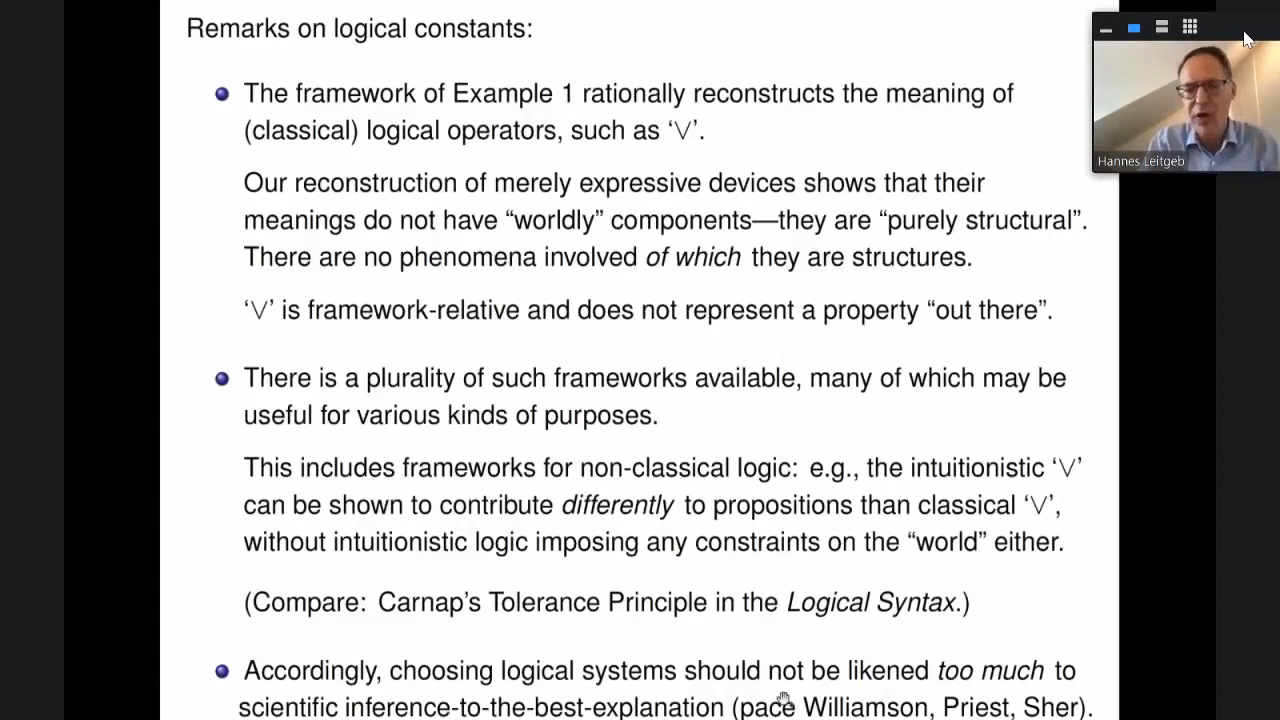 Remarks on logical constants:
The framework of Example 1 rationally reconstructs the meaning of
(classical) logical operators, such as ‘∨’.
Our reconstruction of merely expressive devices shows that their
meanings do not have “worldly” components—they are “purely structural”.
There are no phenomena involved of which they are structures.
‘∨’ is framework-relative and does not represent a property “out there”.
There is a plurality of such frameworks available, many of which may be
useful for various kinds of purposes.
This includes frameworks for non-classical logic: e.g., the intuitionistic ‘∨’
can be shown to contribute differently to propositions than classical ‘∨’,
without intuitionistic logic imposing any constraints on the “world” either.
(Compare: Carnap’s Tolerance Principle in the Logical Syntax.)
Accordingly, choosing logical systems should not be likened too much to
scientific inference-to-the-best-explanation (pace Williamson, Priest, Sher).
Hannes Leitgeb